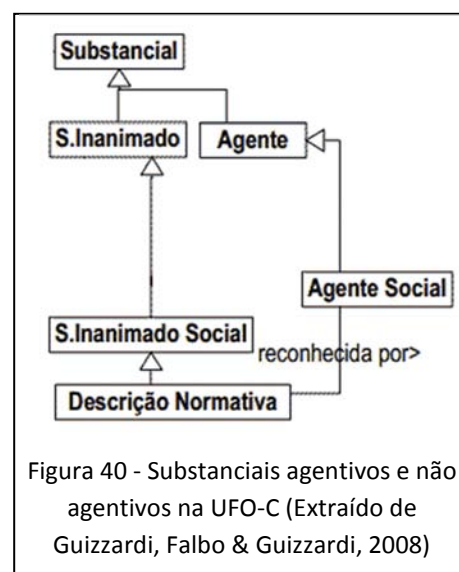 Substancial
S.Inanimado
Agente
Agente Social
S.Inanimado Social
reconhecida por>
Descrição Normativa
Figura 40 - Substanciais agentivos e não
agentivos na UFO-C (Extraído de
Guizzardi, Falbo & Guizzardi, 2008)